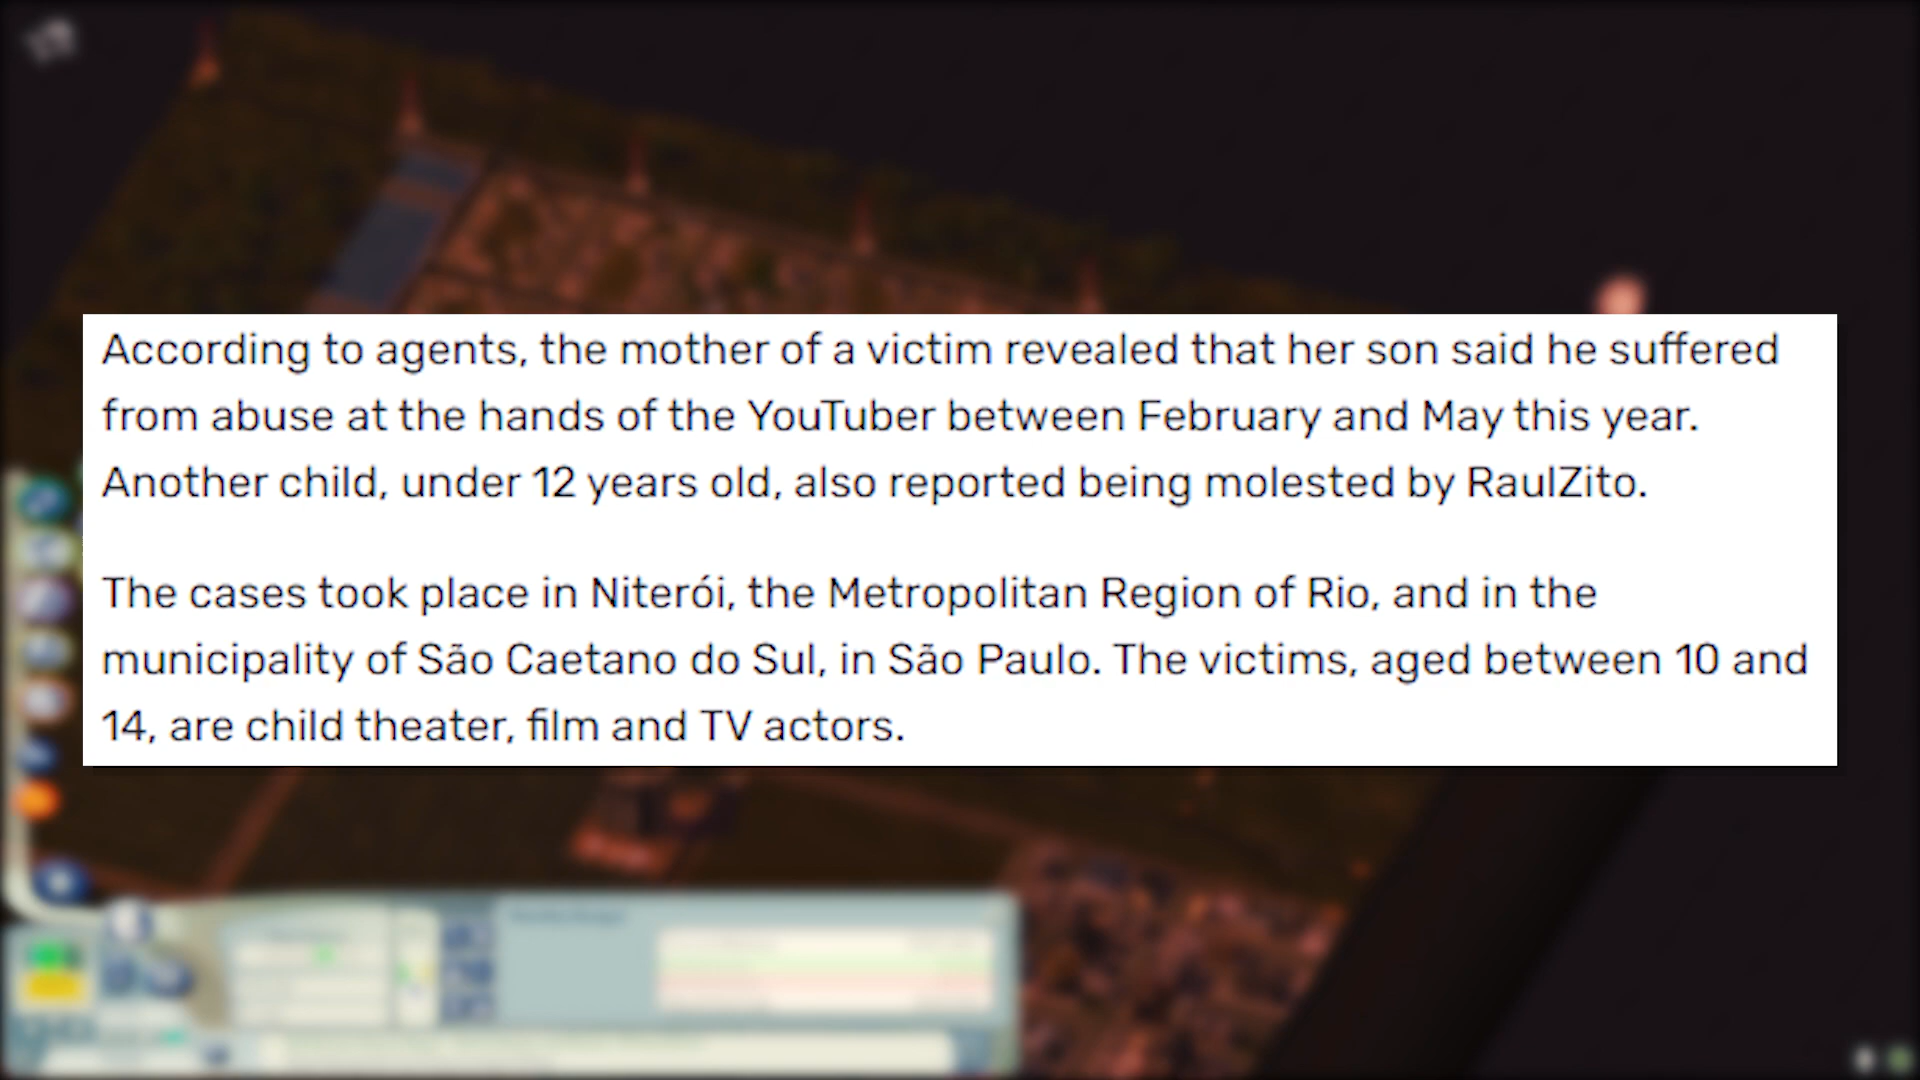 According to agents, the mother of a victim revealed that her son said he suffered
from abuse at the hands of the YouTuber between February and May this year.
Another child, under 12 years old, also reported being molested by RaulZito.
The cases took place in Niterói, the Metropolitan Region of Rio, and in the
municipality of São Caetano do Sul, in São Paulo. The victims, aged between 10 and
14, are child theater, film and TV actors.